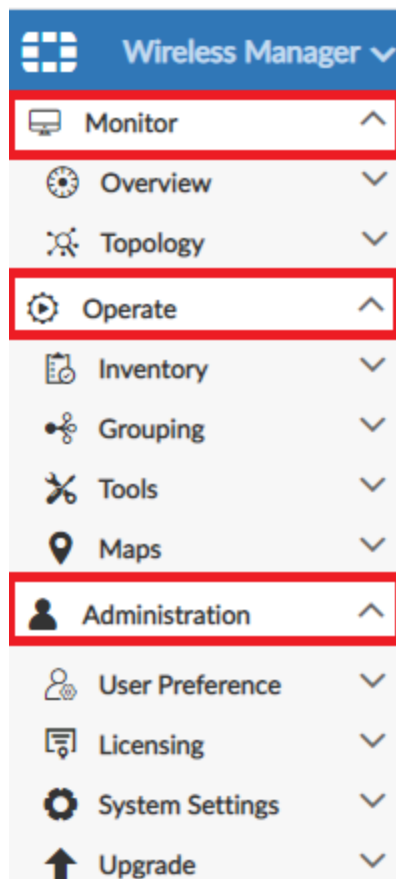 Wireless Manager
Monitor
Overview
Topology
Operate
Inventory
Grouping
Tools
Maps
Administration
User Preference
Licensing
System Settings
Upgrade